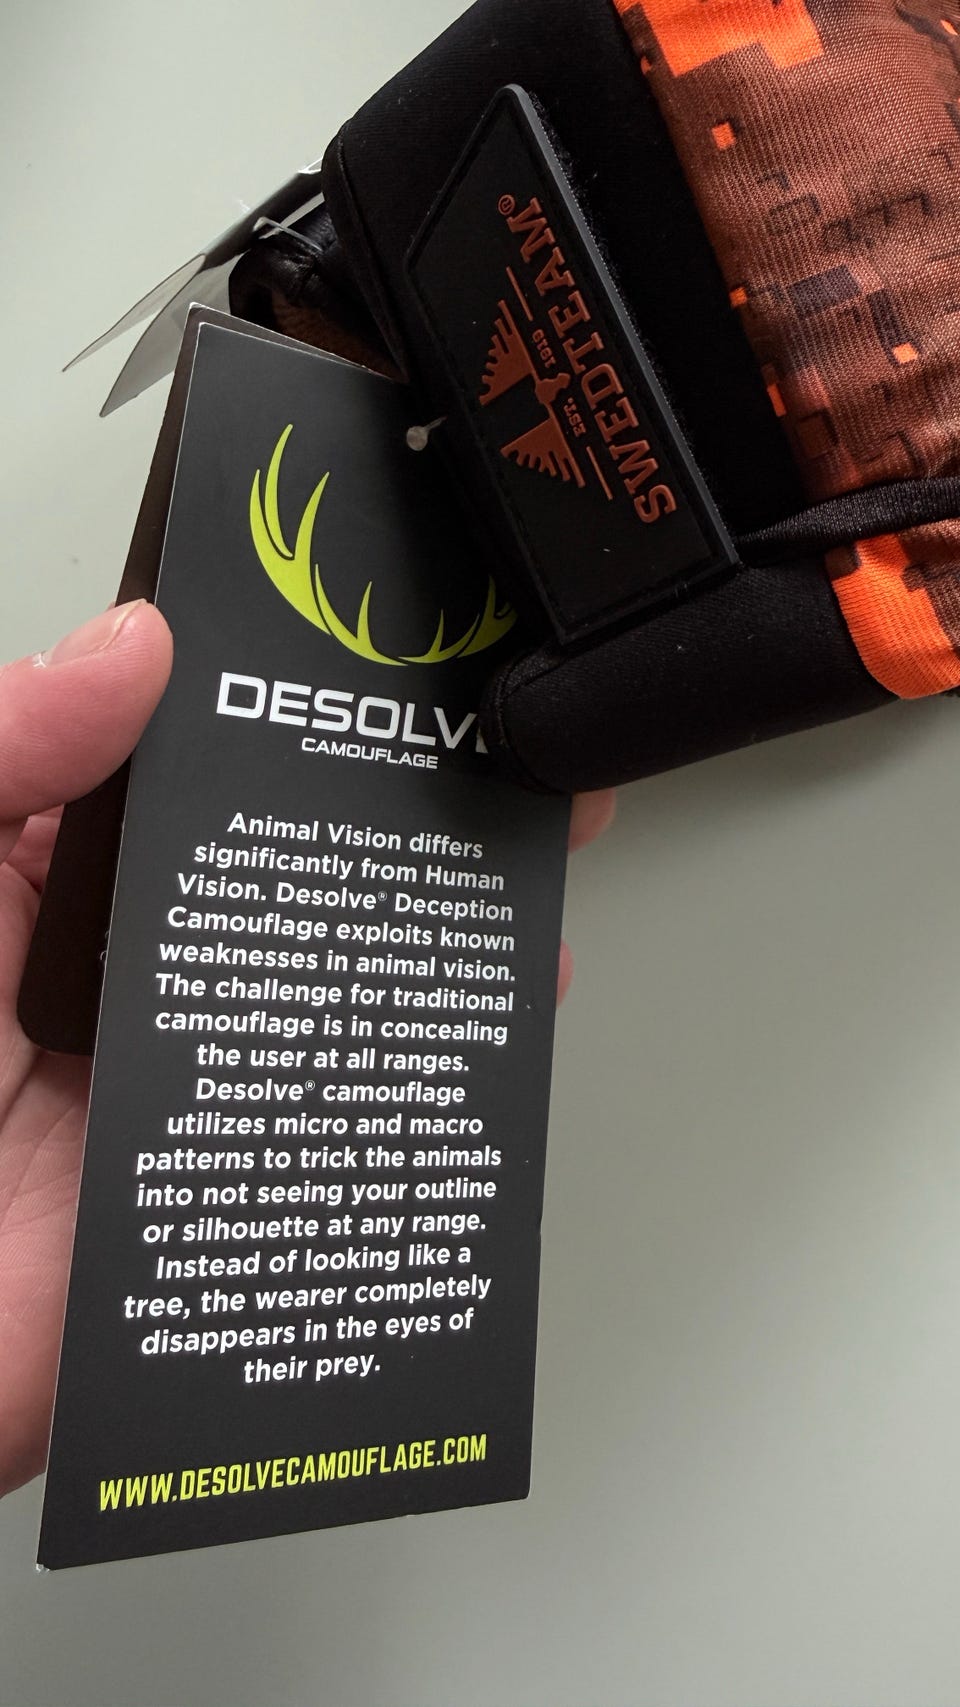 SWEDTEAM®
EST. 1919
DESOLV
CAMOUFLAGE
Animal Vision differs
significantly from Human
Vision. Desolve® Deception
Camouflage exploits known
weaknesses in animal vision.
The challenge for traditional
camouflage is in concealing
the user at all ranges.
Desolve® camouflage
utilizes micro and macro
patterns to trick the animals
into not seeing your outline
or silhouette at any range.
Instead of looking like a
tree, the wearer completely
disappears in the eyes of
their prey.
WWW.DESOLVECAMOUFLAGE.COM